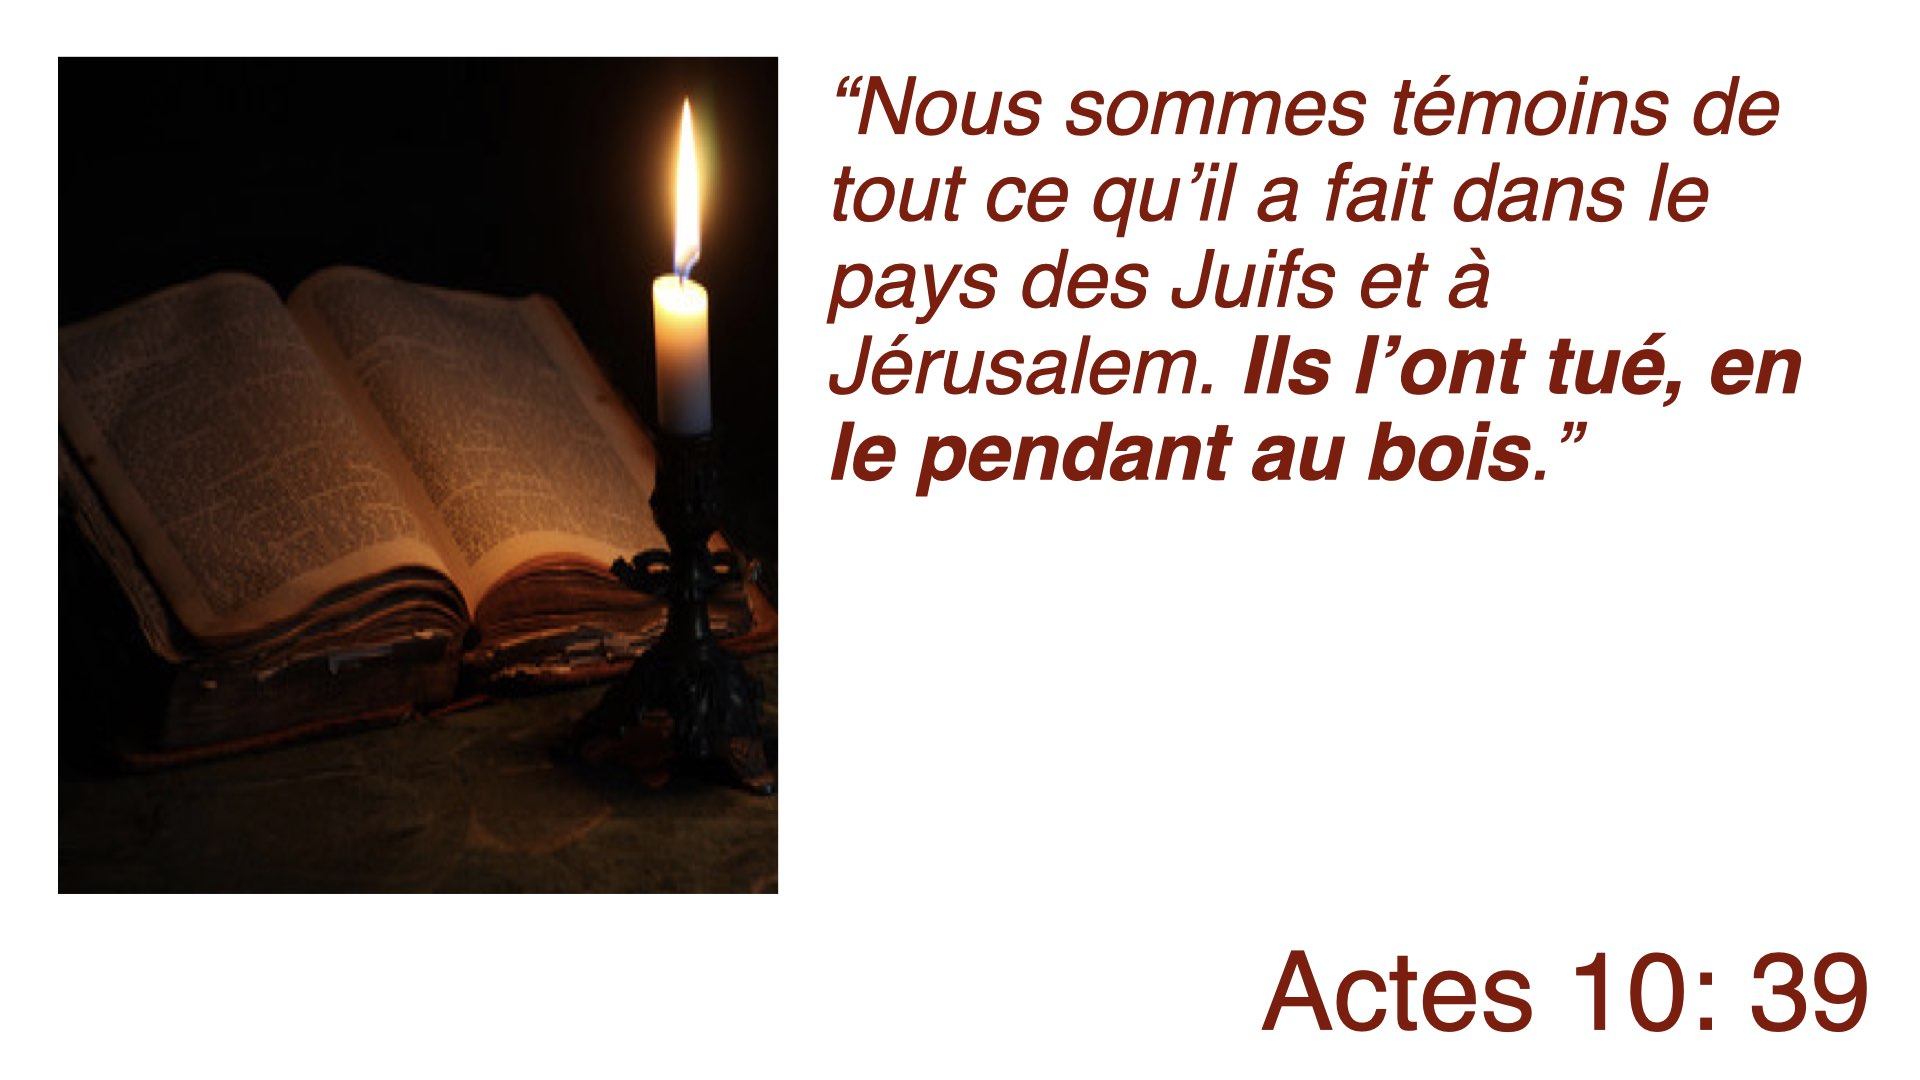 “Nous sommes témoins de
tout ce qu’il a fait dans le
pays des Juifs et à
Jérusalem. Ils l’ont tué, en
le pendant au bois.”
Actes 10: 39